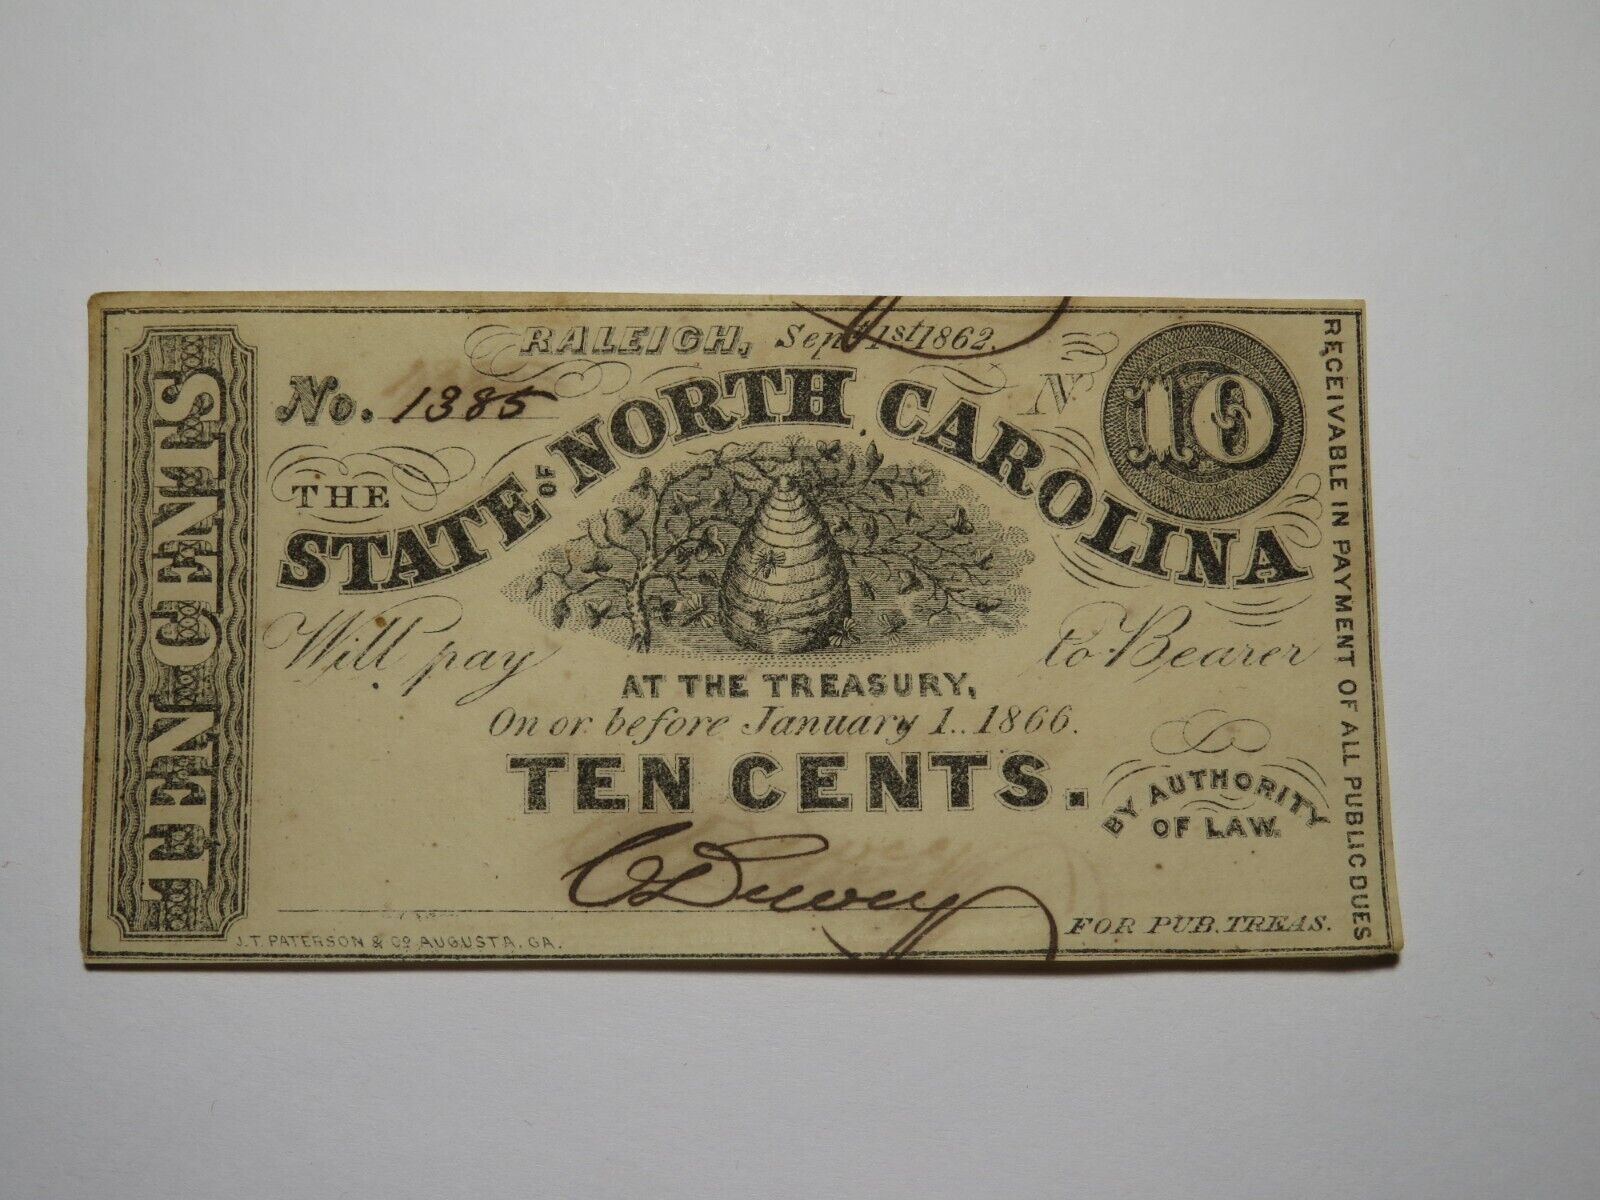 RALEIGH, Sept. 1st 1862.
No. 1385
No.
10
THE
STATE OF NORTH CAROLINA
Will pay to Bearer
AT THE TREASURY,
On or before January 1.. 1866.
TEN CENTS.
BY AUTHORITY
OF LAW.
FOR PUB. TREAS.
J.T. PATERSON & CO AUGUSTA. GA.
TEN CENTS
RECEIVABLE IN PAYMENT OF ALL PUBLIC DUES